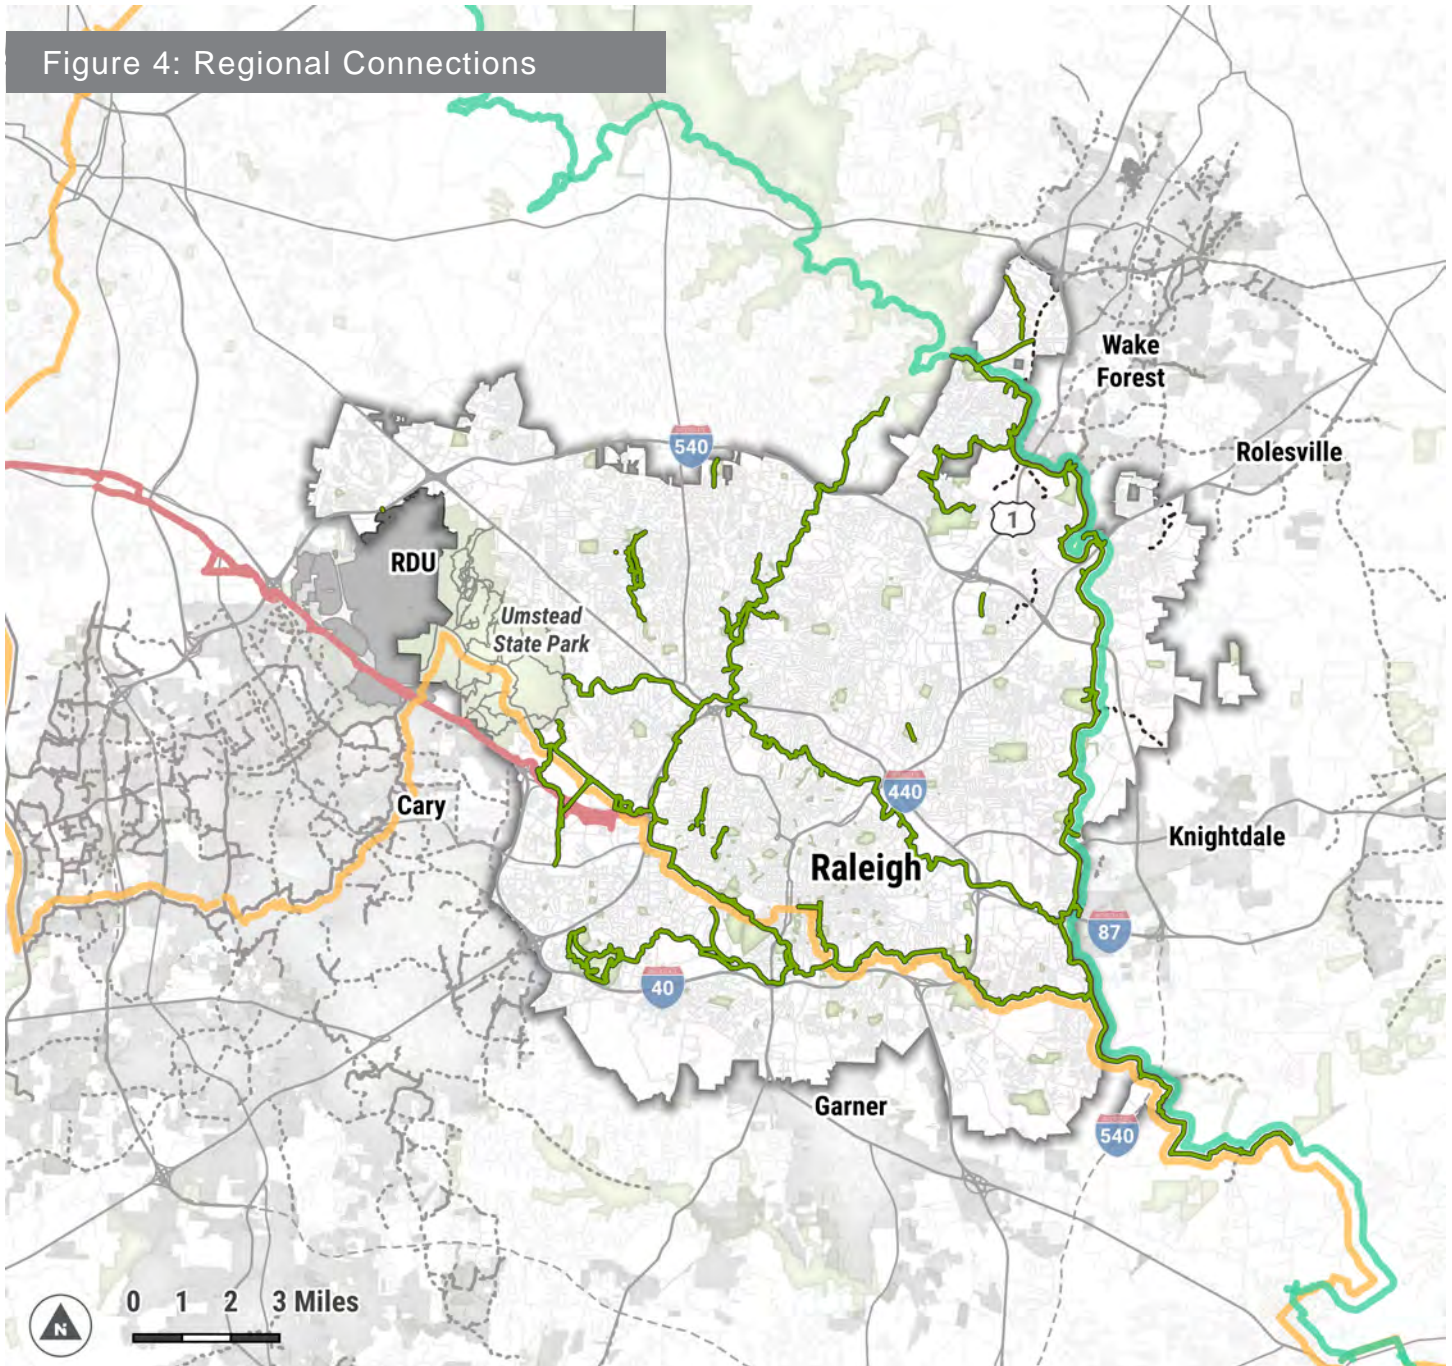 Figure 4: Regional Connections
Wake
Forest
540
Rolesville
1
RDU
Umstead
State Park
440
Cary
Knightdale
Raleigh
87
40
Garner
540
0 1 2 3 Miles
N